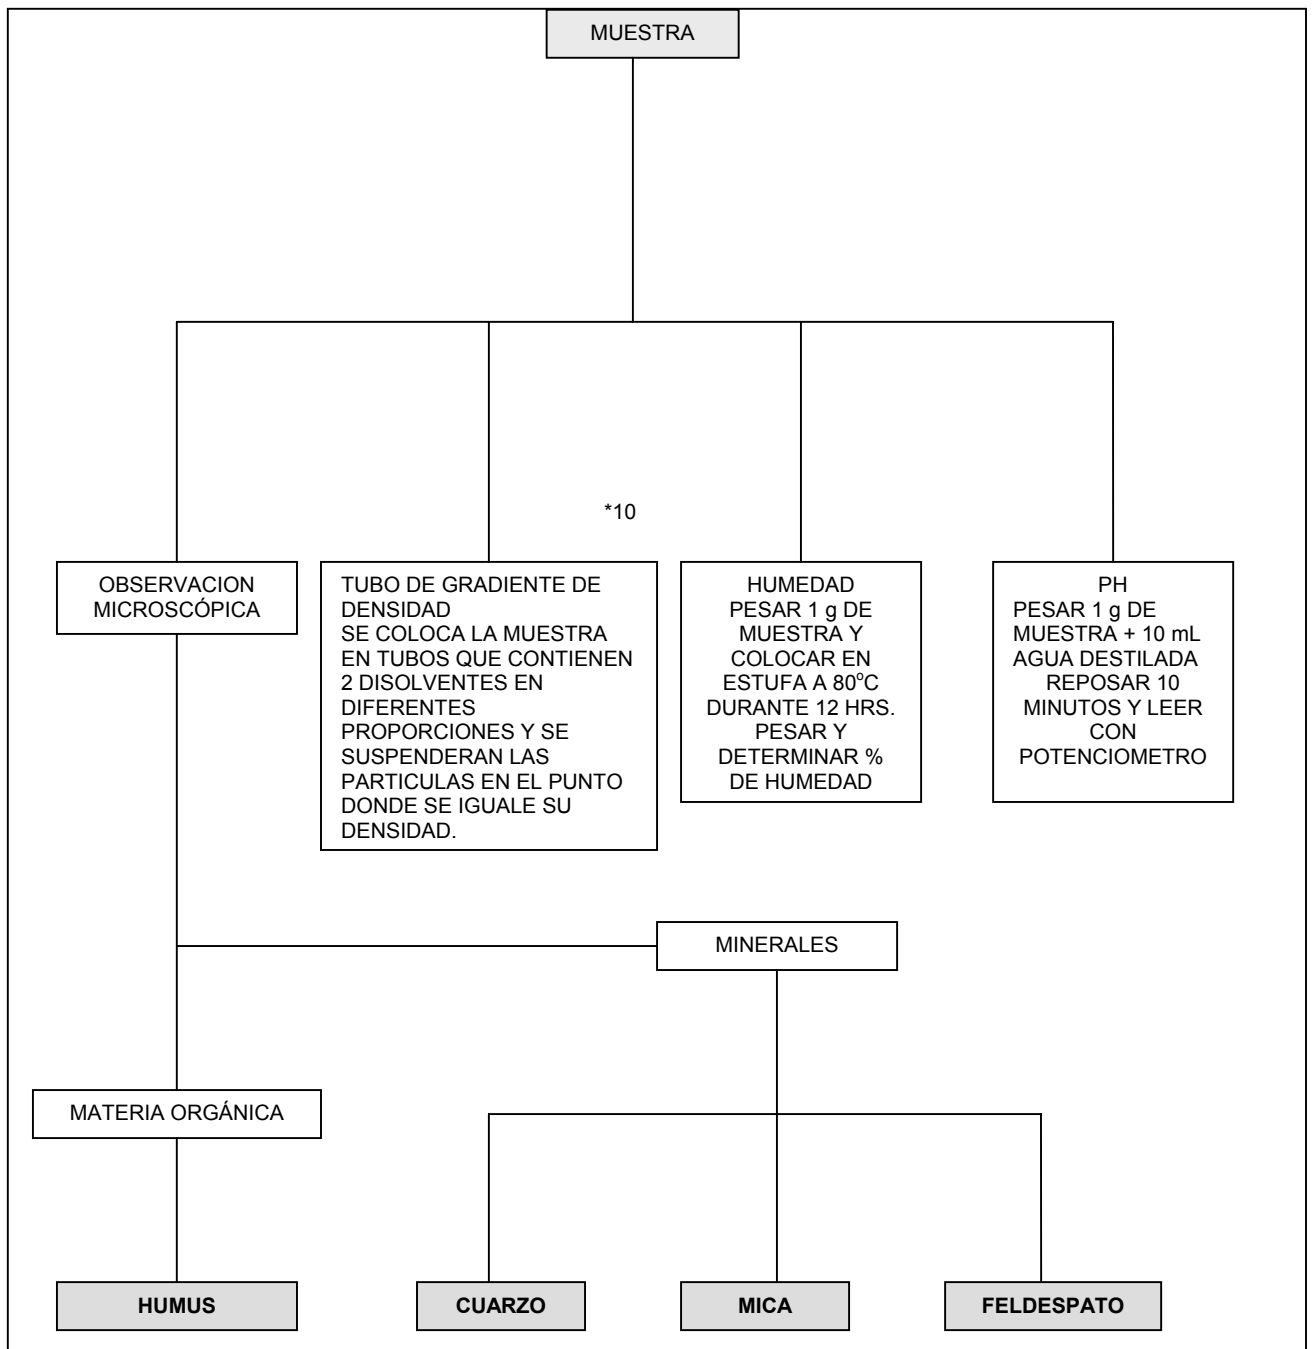 MUESTRA
*10
OBSERVACION
MICROSCÓPICA
TUBO DE GRADIENTE DE
DENSIDAD
SE COLOCA LA MUESTRA
EN TUBOS QUE CONTIENEN
2 DISOLVENTES EN
DIFERENTES
PROPORCIONES Y SE
SUSPENDERAN LAS
PARTICULAS EN EL PUNTO
DONDE SE IGUALE SU
DENSIDAD.
HUMEDAD
PESAR 1 g DE
MUESTRA Y
COLOCAR EN
ESTUFA A 80°C
DURANTE 12 HRS.
PESAR Y
DETERMINAR %
DE HUMEDAD
PH
PESAR 1 g DE
MUESTRA + 10 mL
AGUA DESTILADA
REPOSAR 10
MINUTOS Y LEER
CON
POTENCIOMETRO
MINERALES
MATERIA ORGÁNICA
HUMUS
CUARZO
MICA
FELDESPATO